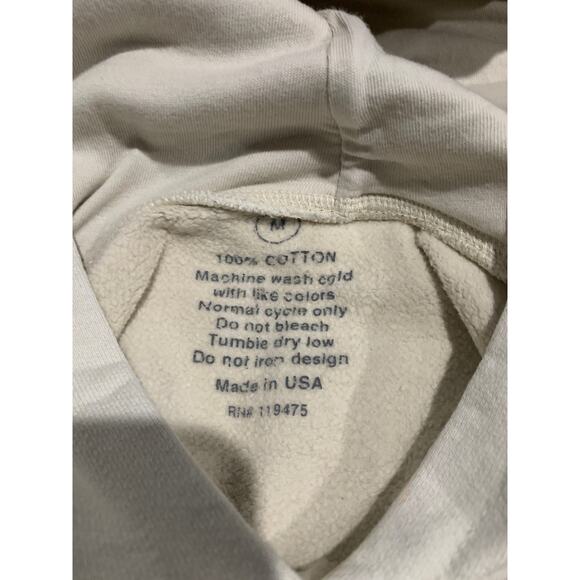 M
100% COTTON
Machine wash cold
with like colors
Normal cycle only
Do not bleach
Tumble dry low
Do not iron design
Made in USA
RN# 119475